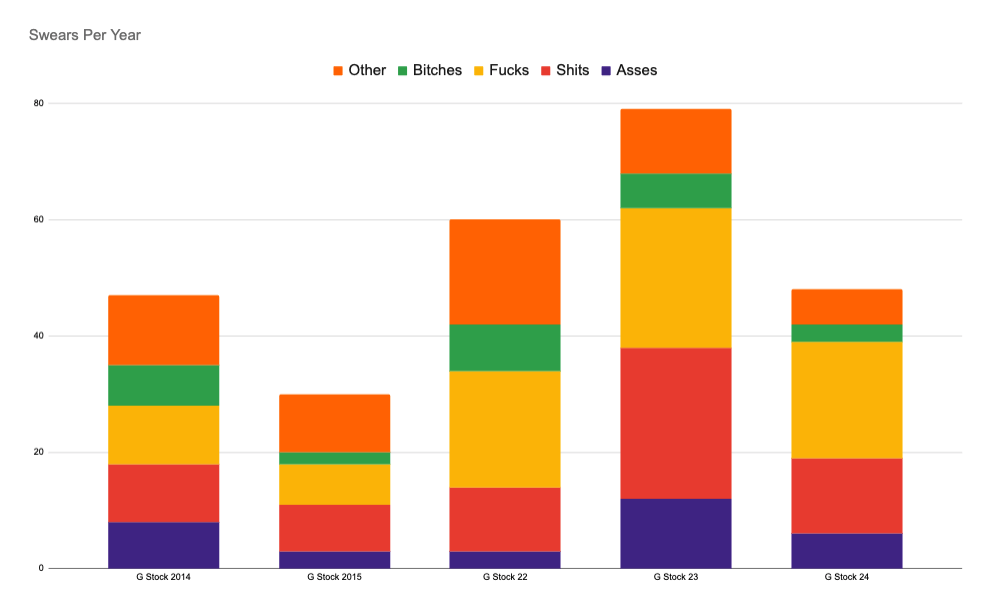 Swears Per Year
Other Bitches Fucks Shits Asses
80
60
40
20
0
G Stock 2014 G Stock 2015 G Stock 22 G Stock 23 G Stock 24